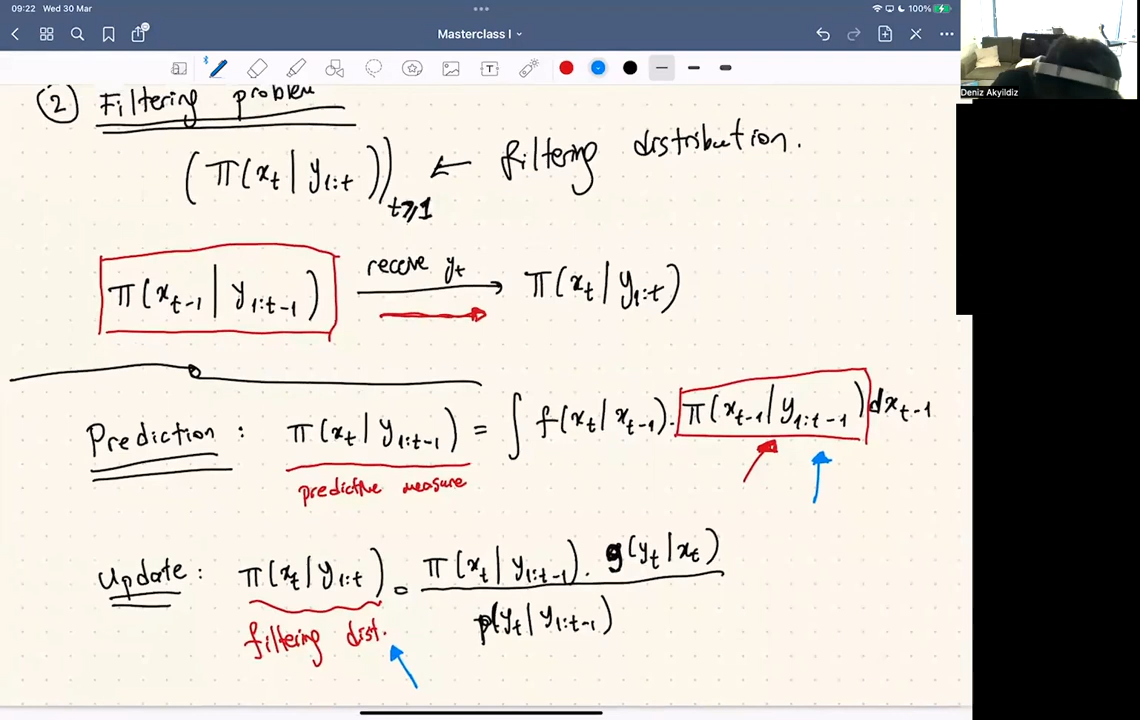 09:22 Wed 30 Mar
100%
Masterclass I
Deniz Akyildiz
② Filtering problem
(π(xₜ | y₁:ₜ))ₜ⩾₁ ← filtering distribution.
π(xₜ₋₁ | y₁:ₜ₋₁) receive yₜ → π(xₜ | y₁:ₜ)
Prediction : π(xₜ | y₁:ₜ₋₁) = ∫ f(xₜ | xₜ₋₁) . π(xₜ₋₁ | y₁:ₜ₋₁) dxₜ₋₁
predictive measure
Update : π(xₜ | y₁:ₜ) = π(xₜ | y₁:ₜ₋₁) . g(yₜ | xₜ)
p(yₜ | y₁:ₜ₋₁)
filtering dist.